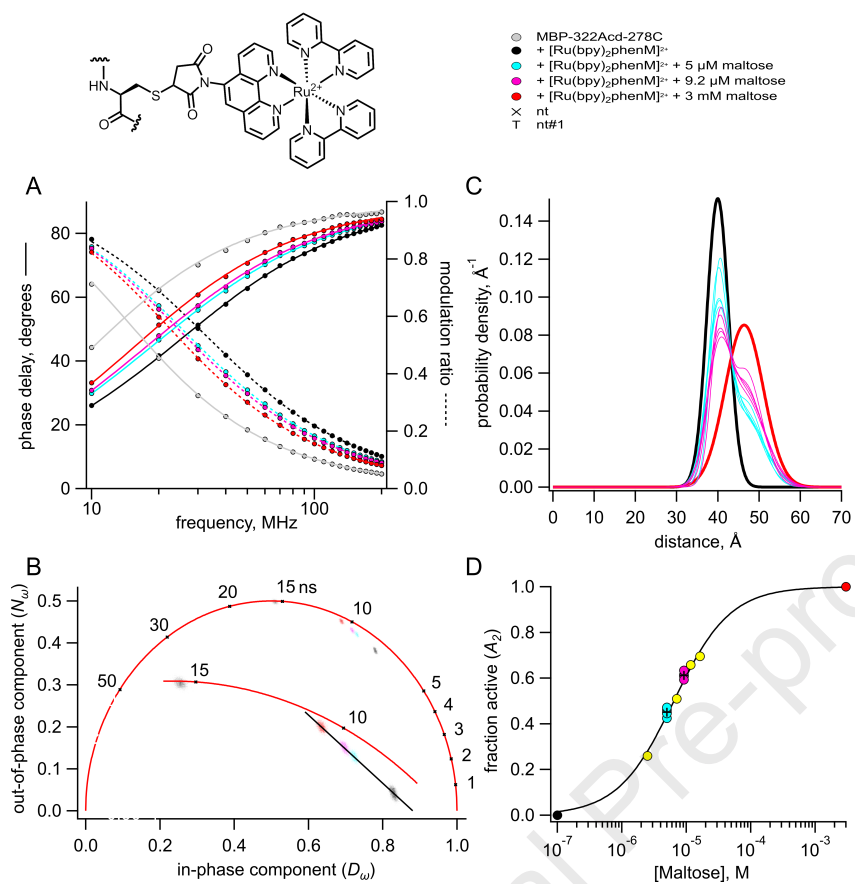 MBP-322Acd-278C
+ [Ru(bpy)₂phenM]²⁺
+ [Ru(bpy)₂phenM]²⁺ + 5 µM maltose
+ [Ru(bpy)₂phenM]²⁺ + 9.2 µM maltose
+ [Ru(bpy)₂phenM]²⁺ + 3 mM maltose
nt
nt#1
HN
O
S
O
N
O
N
N
N
N
N
N
Ru²⁺
A
phase delay, degrees
80
60
40
20
0
1.0
0.8
0.6
0.4
0.2
0.0
modulation ratio
10
100
frequency, MHz
C
probability density, Å⁻¹
0.14
0.12
0.10
0.08
0.06
0.04
0.02
0.00
0 10 20 30 40 50 60 70
distance, Å
B
out-of-phase component (Nω)
0.5
0.4
0.3
0.2
0.1
0.0
50
30
20
15 ns
10
5
4
3
2
1
15
10
0.0 0.2 0.4 0.6 0.8 1.0
in-phase component (Dω)
D
fraction active (A₂)
1.0
0.8
0.6
0.4
0.2
0.0
10⁻⁷ 10⁻⁶ 10⁻⁵ 10⁻⁴ 10⁻³
[Maltose], M